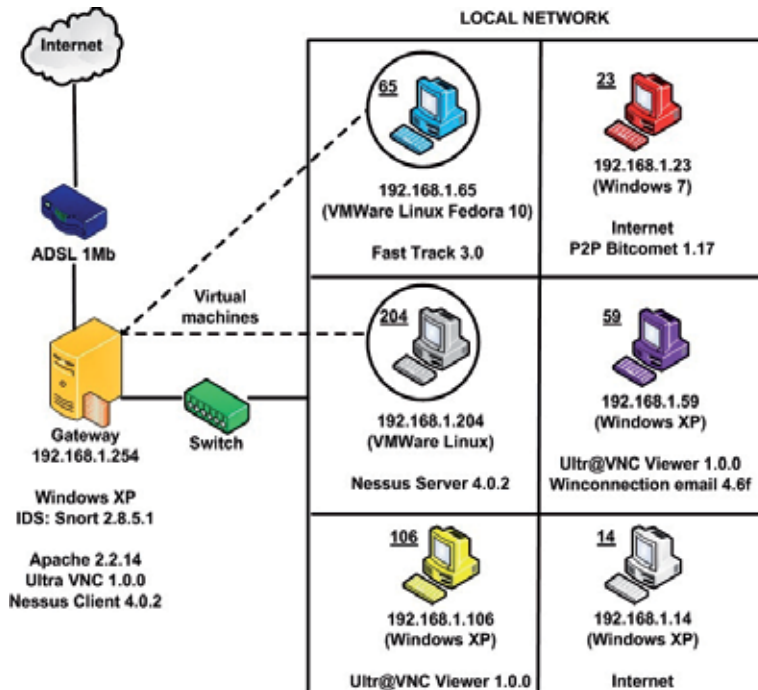 LOCAL NETWORK
Internet
ADSL 1Mb
Virtual
machines
Gateway
192.168.1.254
Windows XP
IDS: Snort 2.8.5.1
Apache 2.2.14
Ultra VNC 1.0.0
Nessus Client 4.0.2
Switch
65
192.168.1.65
(VMWare Linux Fedora 10)
Fast Track 3.0
23
192.168.1.23
(Windows 7)
Internet
P2P Bitcomet 1.17
204
192.168.1.204
(VMWare Linux)
Nessus Server 4.0.2
59
192.168.1.59
(Windows XP)
Ultr@VNC Viewer 1.0.0
Winconnection email 4.6f
106
192.168.1.106
(Windows XP)
Ultr@VNC Viewer 1.0.0
14
192.168.1.14
(Windows XP)
Internet